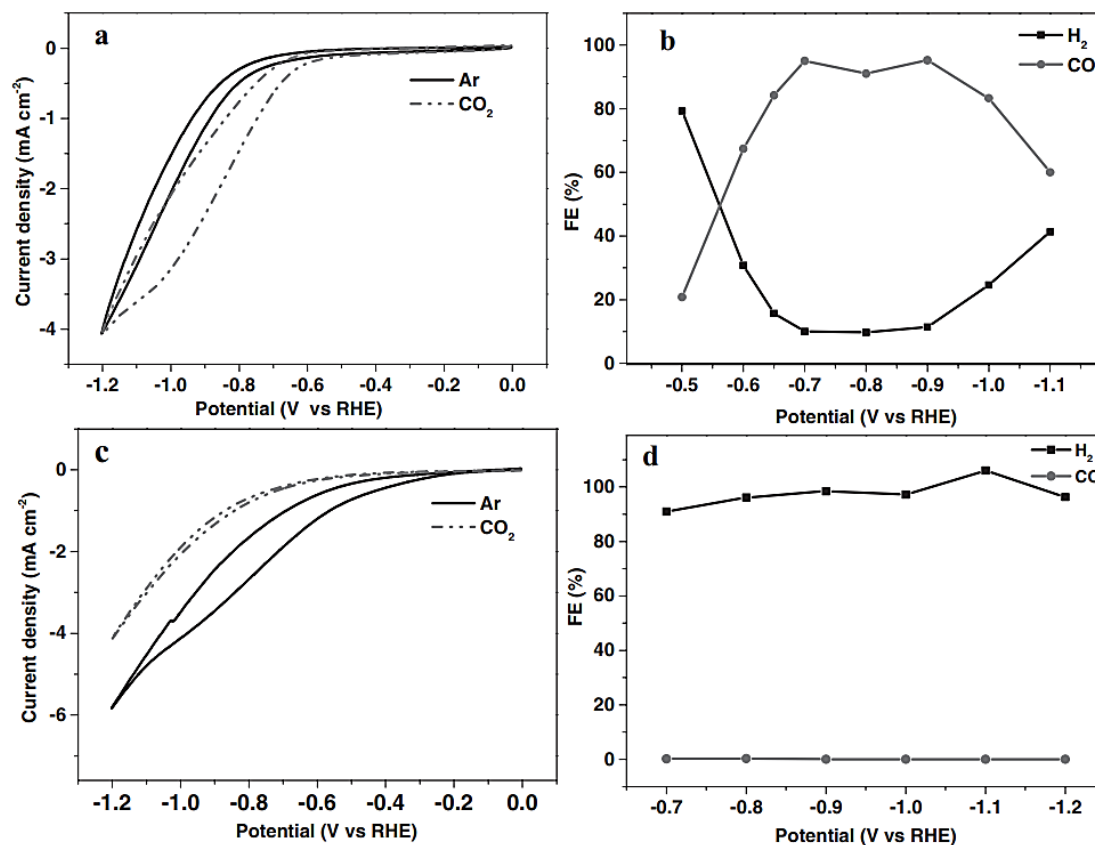 a
Ar
CO₂
0
-1
-2
-3
-4
Current density (mA cm⁻²)
-1.2 -1.0 -0.8 -0.6 -0.4 -0.2 0.0
Potential (V vs RHE)
b
H₂
CO
100
80
60
40
20
0
FE (%)
-0.5 -0.6 -0.7 -0.8 -0.9 -1.0 -1.1
Potential (V vs RHE)
c
Ar
CO₂
0
-2
-4
-6
Current density (mA cm⁻²)
-1.2 -1.0 -0.8 -0.6 -0.4 -0.2 0.0
Potential (V vs RHE)
d
H₂
CO
100
80
60
40
20
0
FE (%)
-0.7 -0.8 -0.9 -1.0 -1.1 -1.2
Potential (V vs RHE)